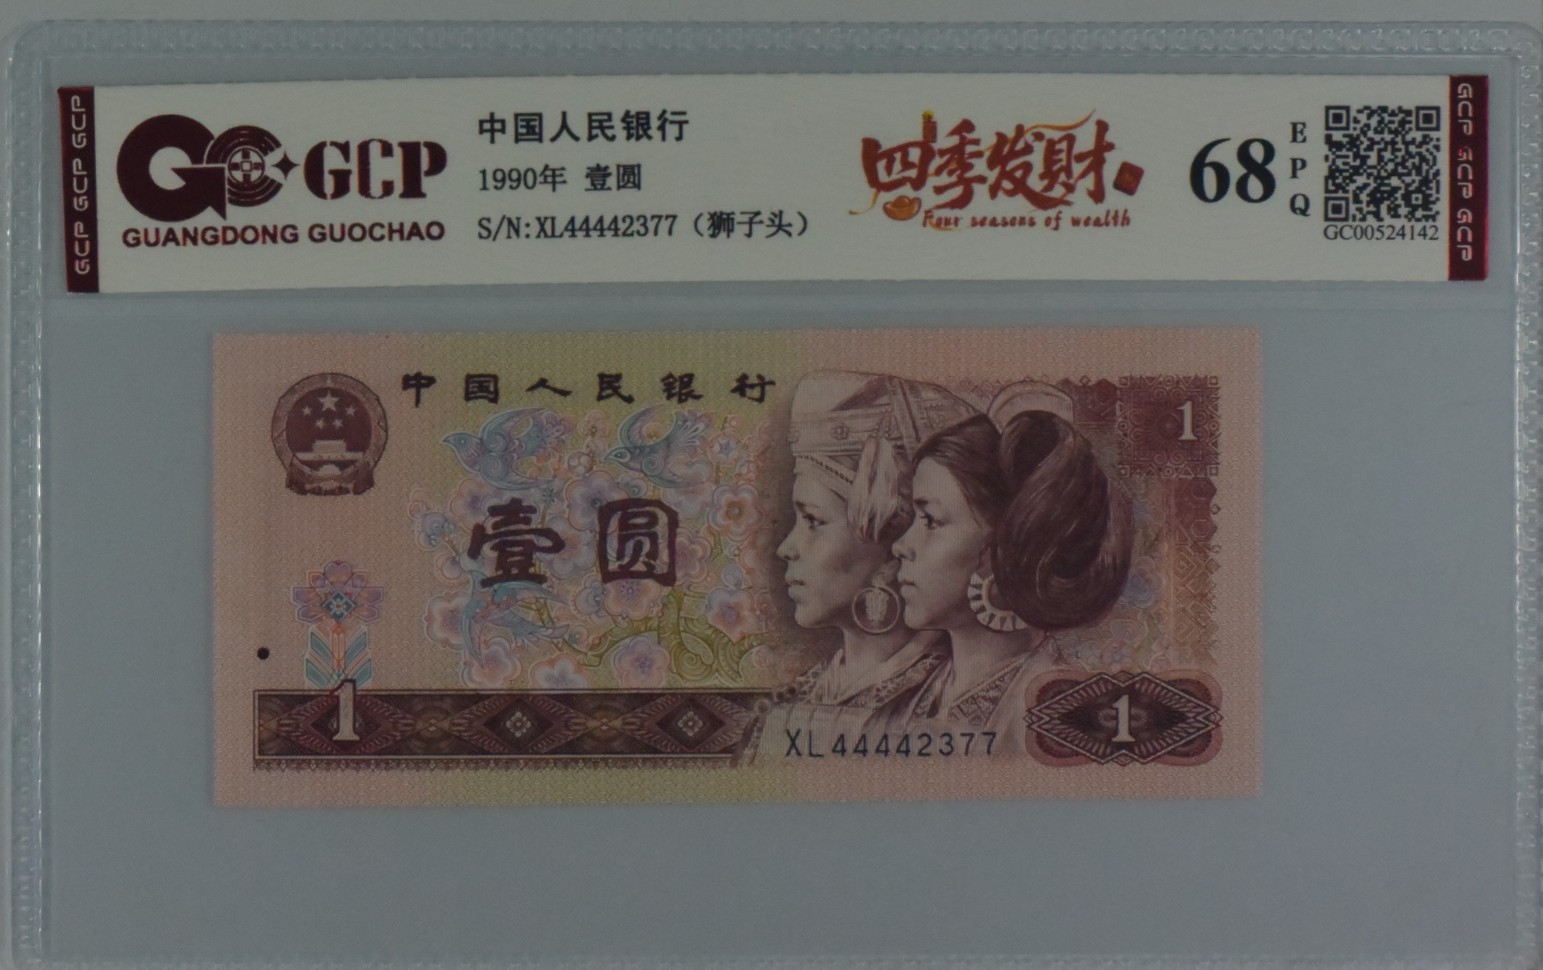 GCP GCP GCP
GCP
GUANGDONG GUOCHAO
中国人民银行
1990年 壹圆
S/N:XL44442377（狮子头）
四季发财
Four seasons of wealth
68
EPQ
GC00524142
GCP GCP GCP
中国人民银行
1
壹圆
1
XL44442377
1